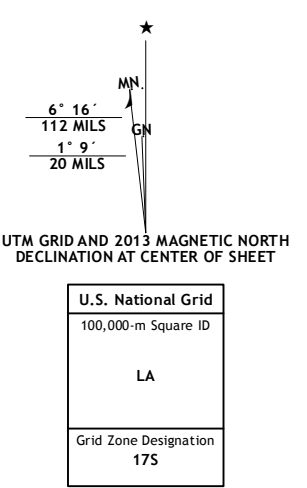 MN
6° 16´
112 MILS
GN
1° 9´
20 MILS
UTM GRID AND 2013 MAGNETIC NORTH
DECLINATION AT CENTER OF SHEET
U.S. National Grid
100,000-m Square ID
LA
Grid Zone Designation
17S